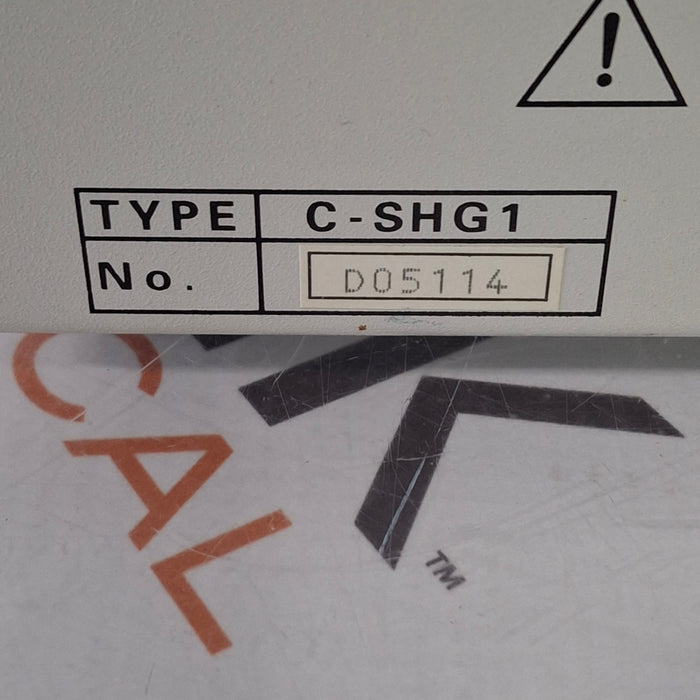 !
TYPE C-SHG1
No. D05114
CAL
TM